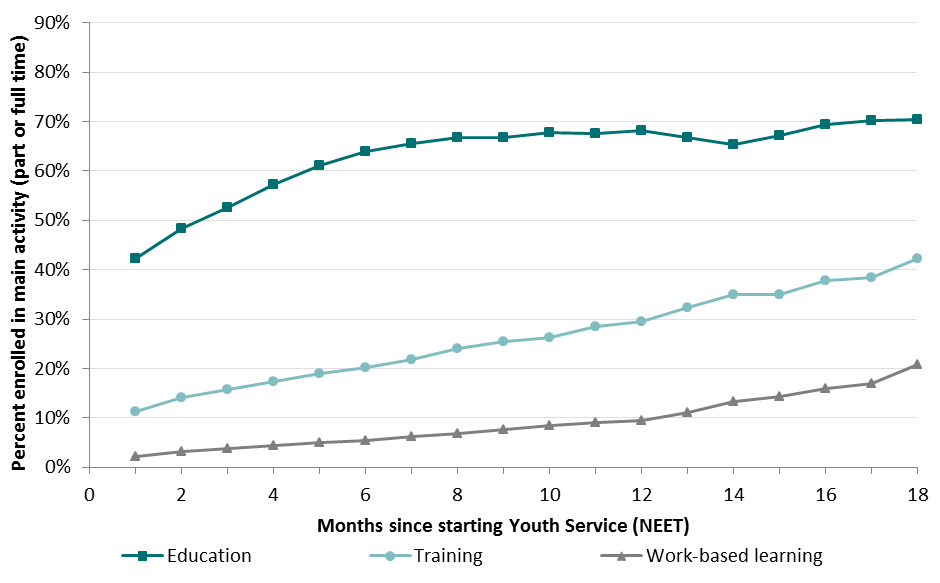 Percent enrolled in main activity (part or full time)
90%
80%
70%
60%
50%
40%
30%
20%
10%
0%
0 2 4 6 8 10 12 14 16 18
Months since starting Youth Service (NEET)
Education Training Work-based learning